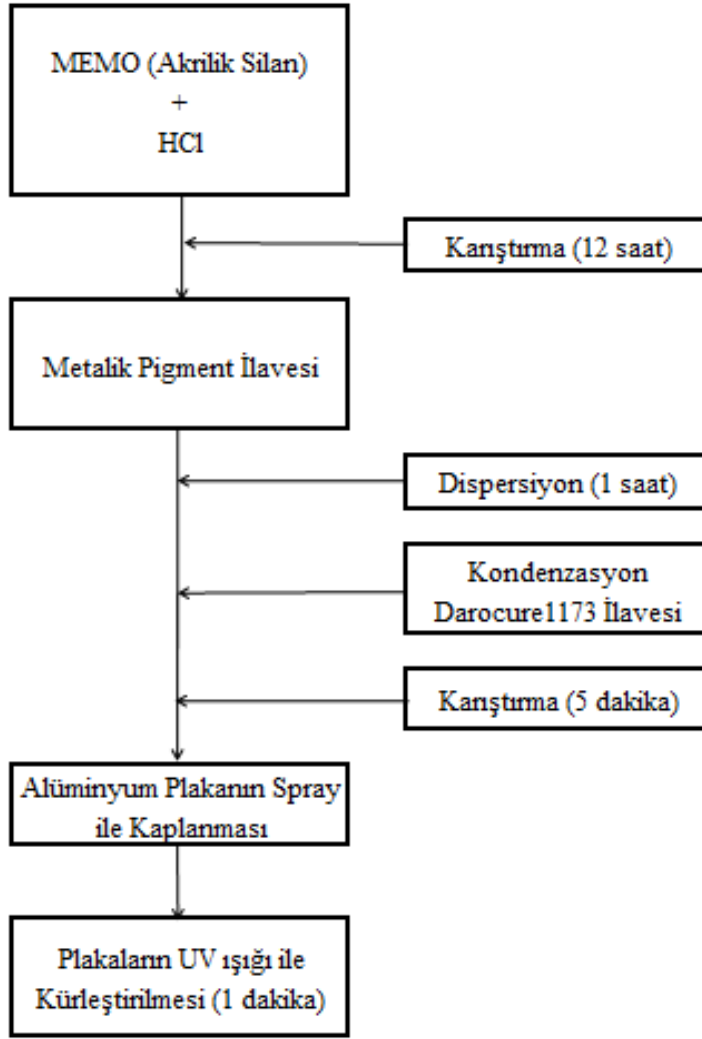 MEMO (Akrilik Silan)
+
HCl
Karıştırma (12 saat)
Metalik Pigment İlavesi
Dispersiyon (1 saat)
Kondenzasyon
Darocure1173 İlavesi
Karıştırma (5 dakika)
Alüminyum Plakanın Spray
ile Kaplanması
Plakaların UV ışığı ile
Kürleştirilmesi (1 dakika)